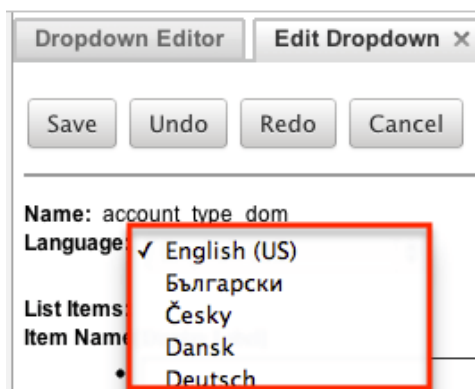 Dropdown Editor Edit Dropdown ×
Save Undo Redo Cancel
Name: account_type_dom
Language: ✓ English (US)
Български
List Items:
Česky
Item Name
Dansk
Deutsch